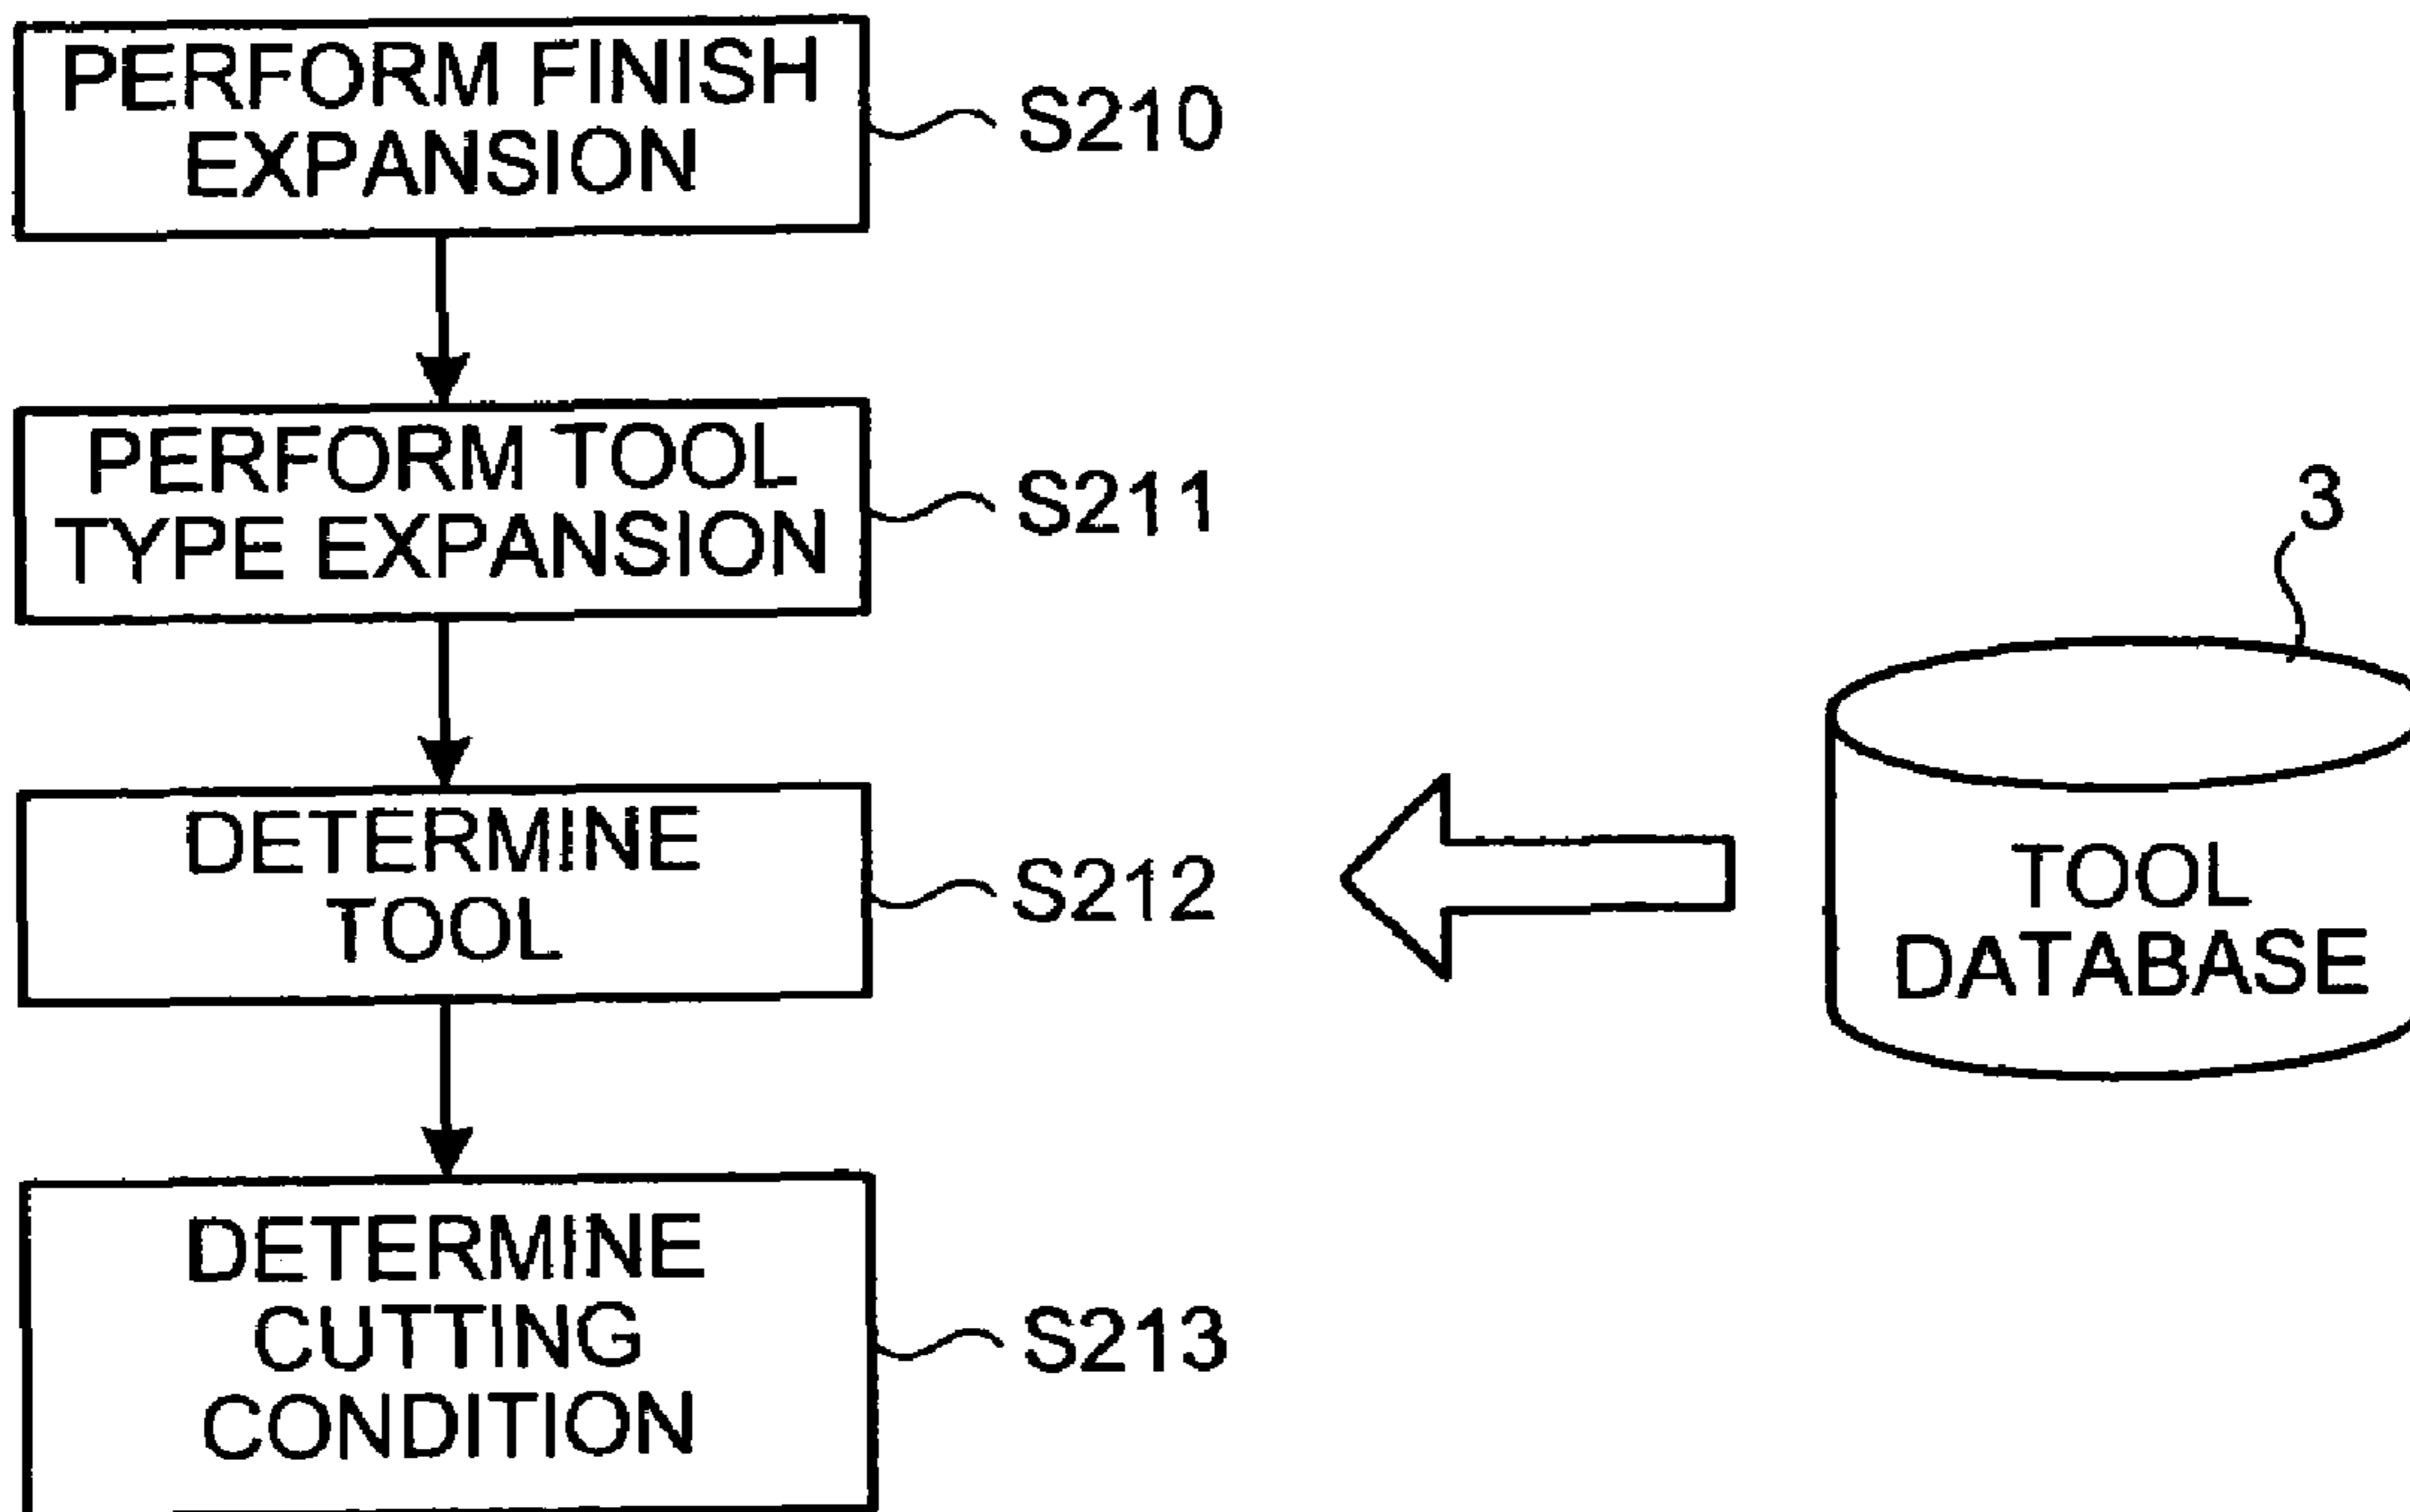 PERFORM FINISH
EXPANSION
S210
PERFORM TOOL
TYPE EXPANSION
S211
3
DETERMINE
TOOL
S212
TOOL
DATABASE
DETERMINE
CUTTING
CONDITION
S213